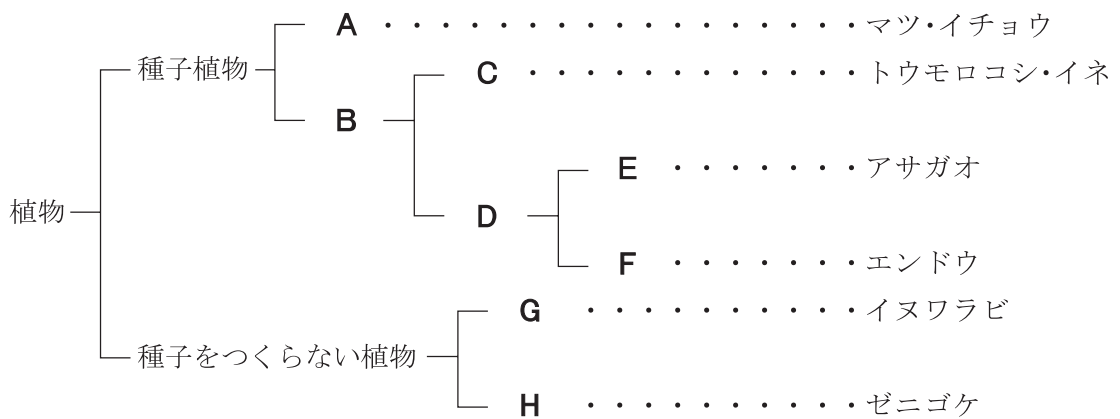 A ・・・・・・・・・・・・・・・・・ マツ・イチョウ
種子植物
C ・・・・・・・・・・・・ トウモロコシ・イネ
B
E ・・・・・・・ アサガオ
植物
D
F ・・・・・・・ エンドウ
G ・・・・・・・・・・ イヌワラビ
種子をつくらない植物
H ・・・・・・・・・・ ゼニゴケ